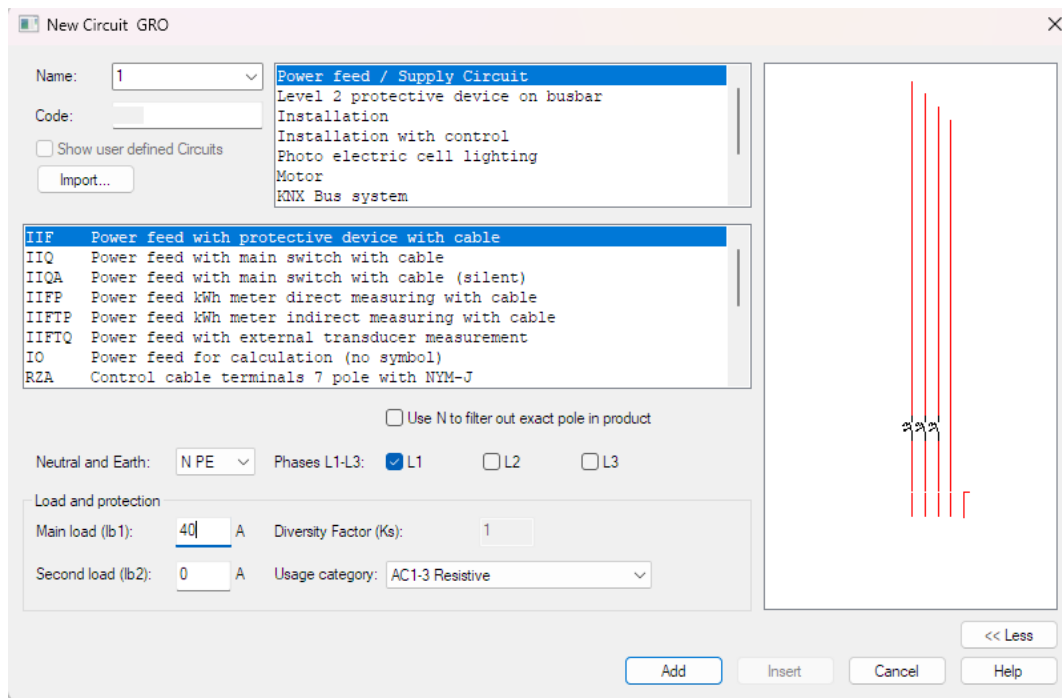 New Circuit GRO
Name:
1
Code:
Show user defined Circuits
Import...
Power feed / Supply Circuit
Level 2 protective device on busbar
Installation
Installation with control
Photo electric cell lighting
Motor
KNX Bus system
IIF Power feed with protective device with cable
IIQ Power feed with main switch with cable
IIQA Power feed with main switch with cable (silent)
IIFP Power feed kWh meter direct measuring with cable
IIFTP Power feed kWh meter indirect measuring with cable
IIFTQ Power feed with external transducer measurement
IO Power feed for calculation (no symbol)
RZA Control cable terminals 7 pole with NYM-J
Use N to filter out exact pole in product
Neutral and Earth: N PE Phases L1-L3: L1 L2 L3
Load and protection
Main load (Ib1): 40 A Diversity Factor (Ks): 1
Second load (Ib2): 0 A Usage category: AC1-3 Resistive
<< Less
Add Insert Cancel Help